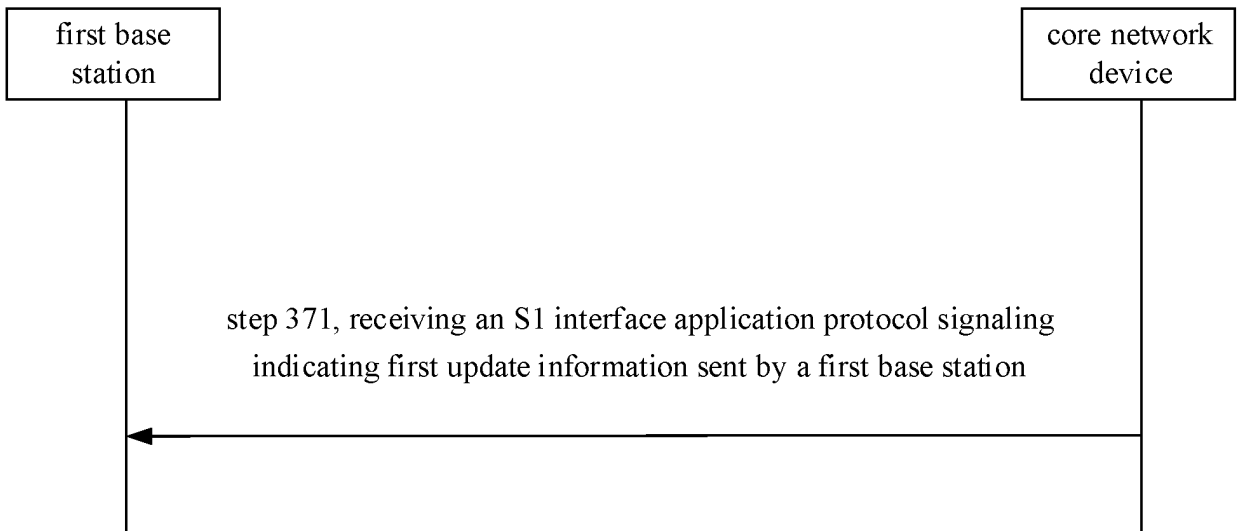 first base
station
core network
device
step 371, receiving an S1 interface application protocol signaling
indicating first update information sent by a first base station